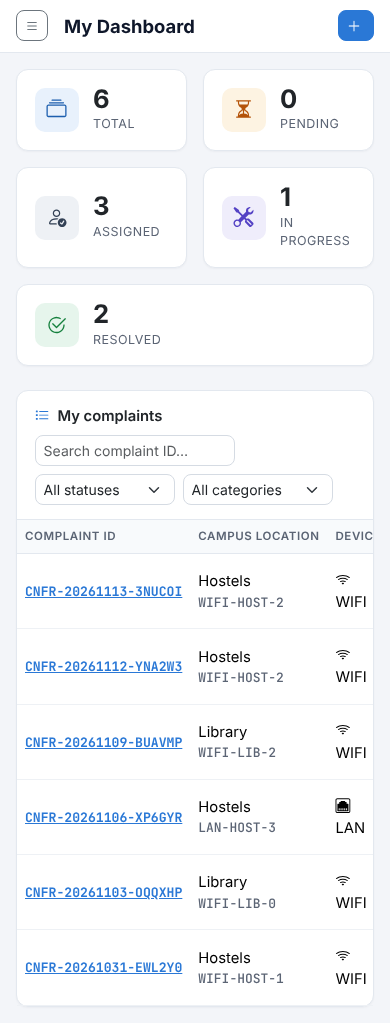 My Dashboard
6
TOTAL
0
PENDING
3
ASSIGNED
1
IN
PROGRESS
2
RESOLVED
My complaints
Search complaint ID...
All statuses
All categories
COMPLAINT ID CAMPUS LOCATION DEVIC
CNFR-20261113-3NUCOI Hostels WIFI-HOST-2 WIFI
CNFR-20261112-YNA2W3 Hostels WIFI-HOST-2 WIFI
CNFR-20261109-BUAVMP Library WIFI-LIB-2 WIFI
CNFR-20261106-XP6GYR Hostels LAN-HOST-3 LAN
CNFR-20261103-OQQXHP Library WIFI-LIB-0 WIFI
CNFR-20261031-EWL2Y0 Hostels WIFI-HOST-1 WIFI